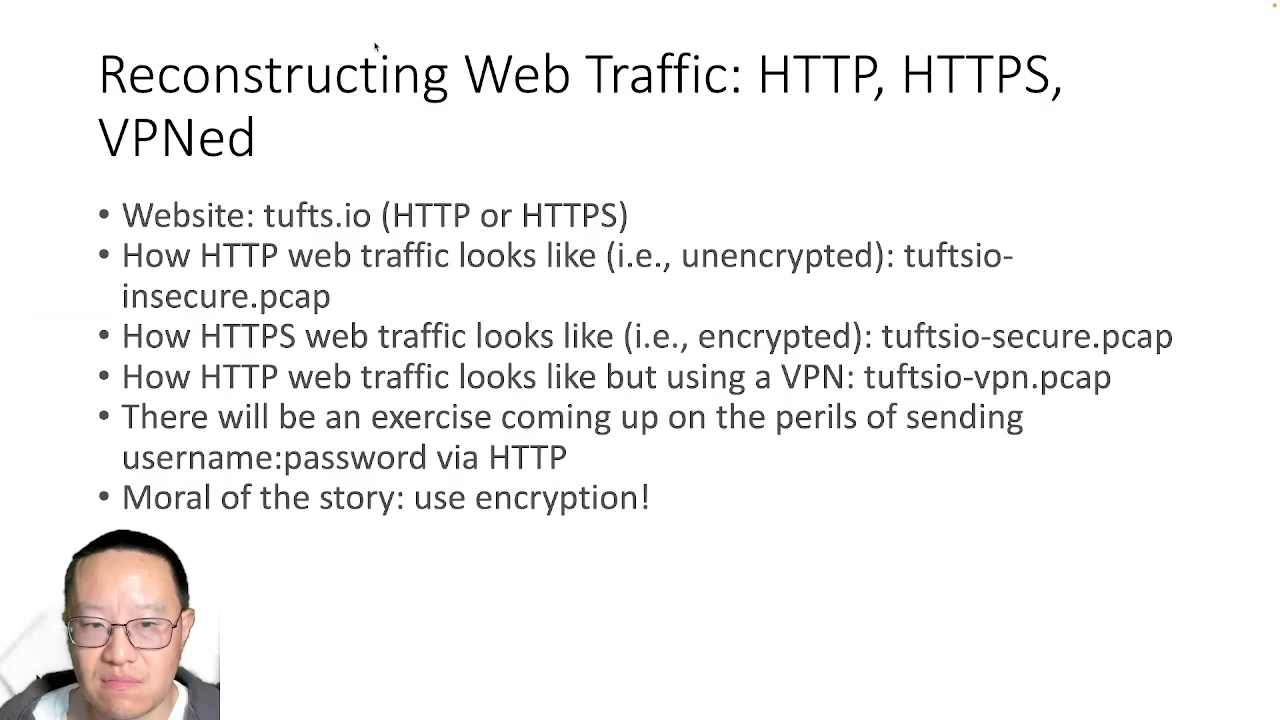 Reconstructing Web Traffic: HTTP, HTTPS,
VPNed
• Website: tufts.io (HTTP or HTTPS)
• How HTTP web traffic looks like (i.e., unencrypted): tuftsio-
insecure.pcap
• How HTTPS web traffic looks like (i.e., encrypted): tuftsio-secure.pcap
• How HTTP web traffic looks like but using a VPN: tuftsio-vpn.pcap
• There will be an exercise coming up on the perils of sending
username:password via HTTP
• Moral of the story: use encryption!